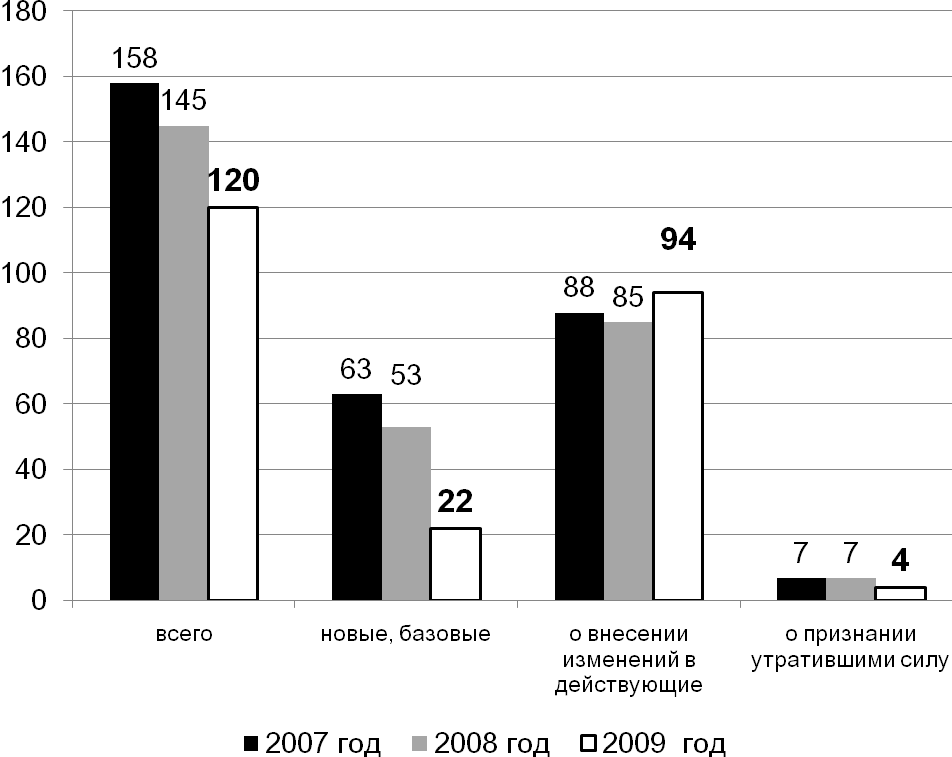 180
160
140
120
100
80
60
40
20
0
158
145
120
63
53
22
88
85
94
7
7
4
всего
новые, базовые
о внесении
изменений в
действующие
о признании
утратившими силу
2007 год
2008 год
2009 год